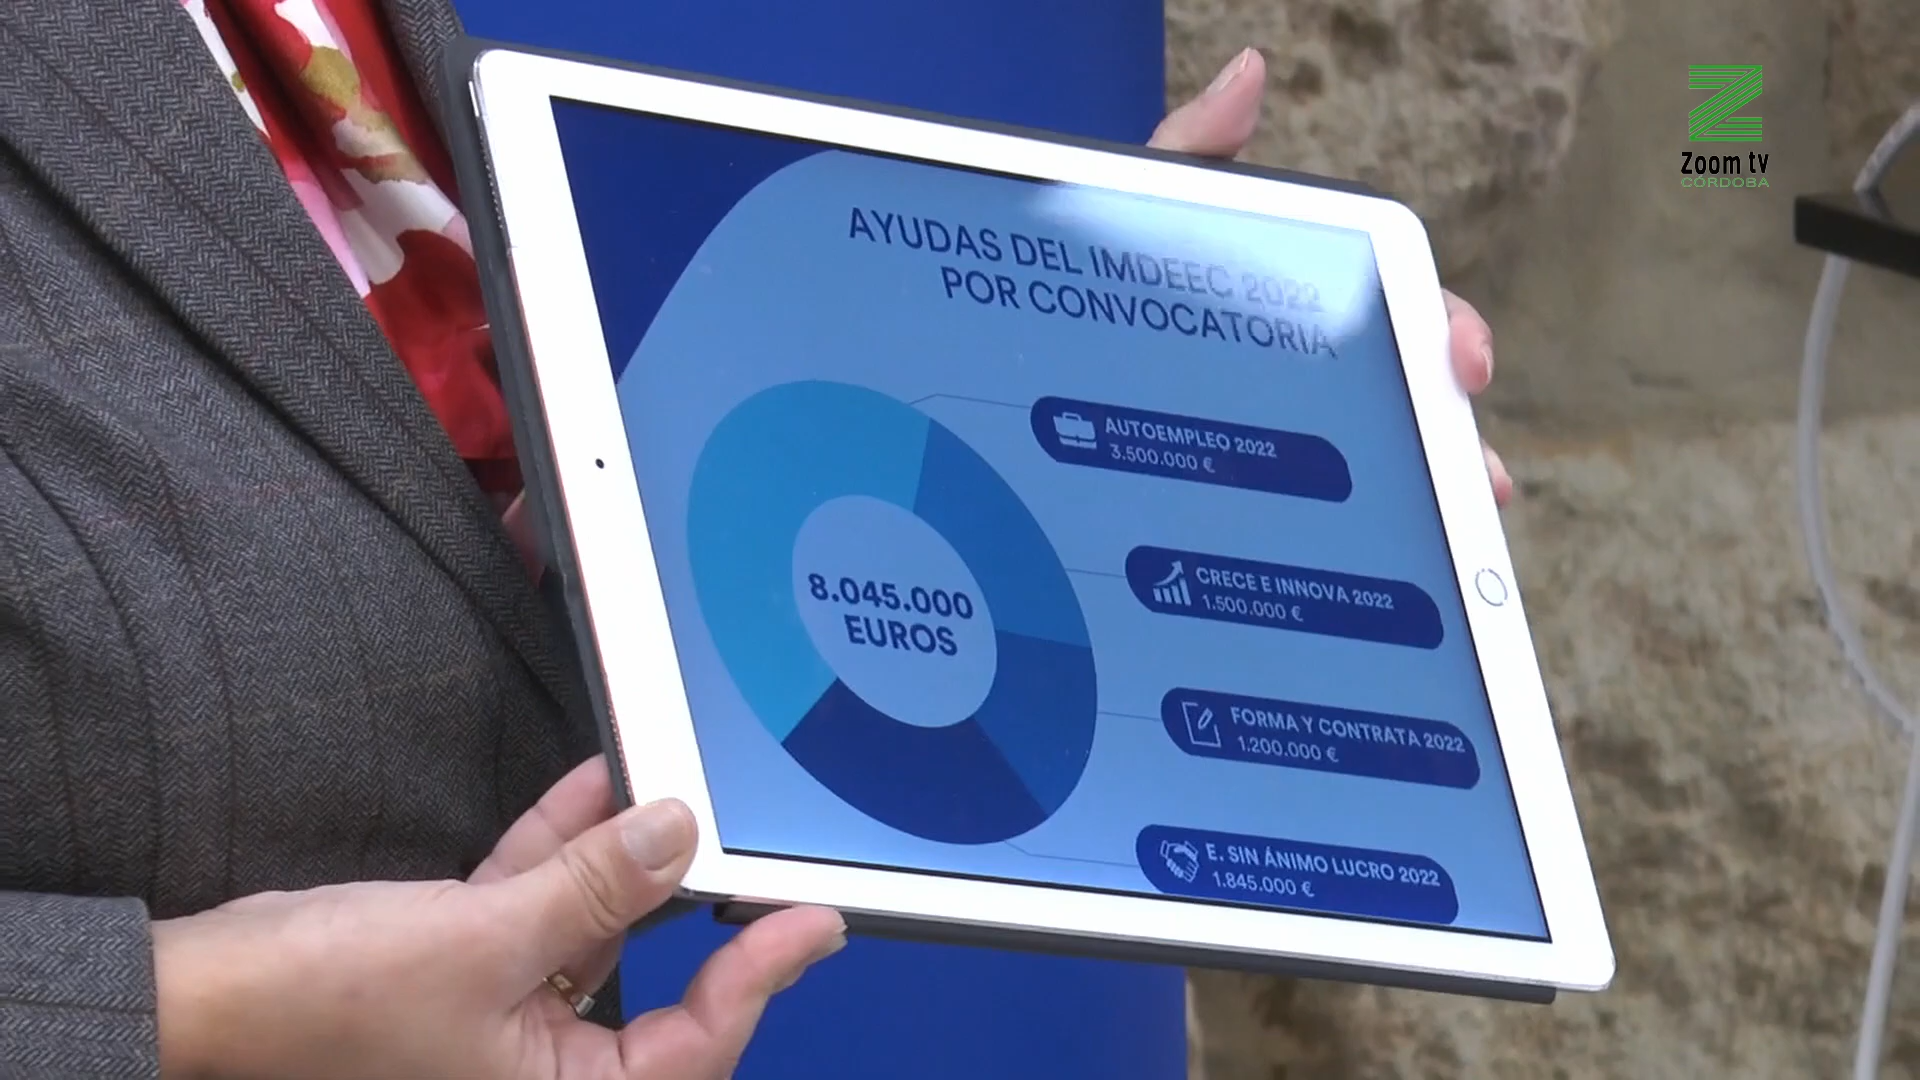 Zoom tv
CÓRDOBA
AYUDAS DEL IMDEEC 2022
POR CONVOCATORIA
AUTOEMPLEO 2022
3.500.000 €
CRECE E INNOVA 2022
1.500.000 €
8.045.000
EUROS
FORMA Y CONTRATA 2022
1.200.000 €
E. SIN ÁNIMO LUCRO 2022
1.845.000 €